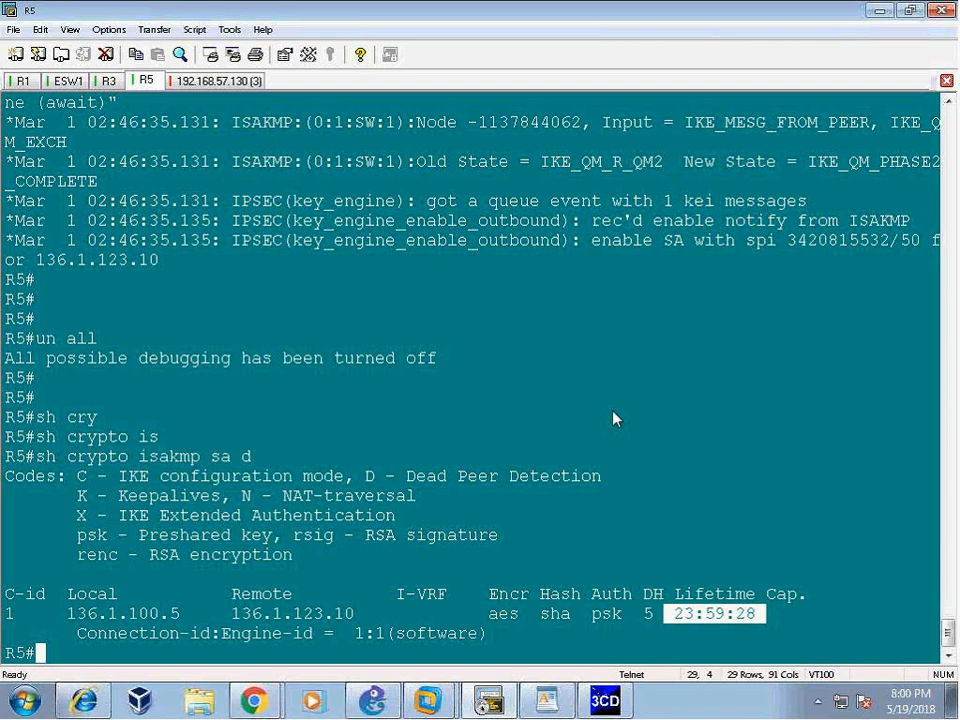 R5
File Edit View Options Transfer Script Tools Help
R1 ESW1 R3 R5 192.168.57.130 (3)
ne (await)"
*Mar  1 02:46:35.131: ISAKMP:(0:1:SW:1):Node -1137844062, Input = IKE_MESG_FROM_PEER, IKE_Q
M_EXCH
*Mar  1 02:46:35.131: ISAKMP:(0:1:SW:1):Old State = IKE_QM_R_QM2  New State = IKE_QM_PHASE2
_COMPLETE
*Mar  1 02:46:35.131: IPSEC(key_engine): got a queue event with 1 kei messages
*Mar  1 02:46:35.135: IPSEC(key_engine_enable_outbound): rec'd enable notify from ISAKMP
*Mar  1 02:46:35.135: IPSEC(key_engine_enable_outbound): enable SA with spi 3420815532/50 f
or 136.1.123.10
R5#
R5#
R5#
R5#un all
All possible debugging has been turned off
R5#
R5#
R5#sh cry
R5#sh crypto is
R5#sh crypto isakmp sa d
Codes: C - IKE configuration mode, D - Dead Peer Detection
K - Keepalives, N - NAT-traversal
X - IKE Extended Authentication
psk - Preshared key, rsig - RSA signature
renc - RSA encryption
C-id  Local  Remote  I-VRF  Encr Hash Auth DH Lifetime Cap.
1  136.1.100.5  136.1.123.10  aes  sha  psk  5  23:59:28
Connection-id:Engine-id =  1:1(software)
R5#
Ready Telnet 29, 4 29 Rows, 91 Cols VT100 NUM
3CD
8:00 PM
5/19/2018